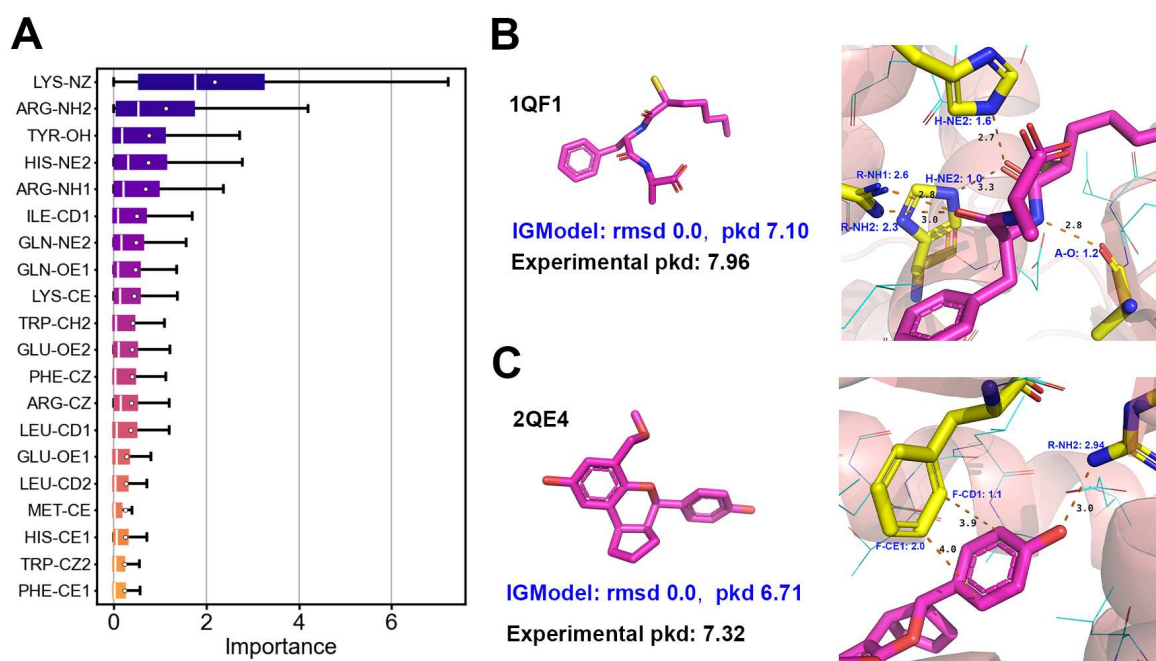 A
LYS-NZ
ARG-NH2
TYR-OH
HIS-NE2
ARG-NH1
ILE-CD1
GLN-NE2
GLN-OE1
LYS-CE
TRP-CH2
GLU-OE2
PHE-CZ
ARG-CZ
LEU-CD1
GLU-OE1
LEU-CD2
MET-CE
HIS-CE1
TRP-CZ2
PHE-CE1
0 2 4 6
Importance
B
1QF1
IGModel: rmsd 0.0, pkd 7.10
Experimental pkd: 7.96
H-NE2: 1.6
2.7
R-NH1: 2.6
H-NE2: 1.0
3.3
2.8
R-NH2: 2.3
3.0
2.8
A-O: 1.2
C
2QE4
IGModel: rmsd 0.0, pkd 6.71
Experimental pkd: 7.32
R-NH2: 2.94
F-CD1: 1.1
3.0
3.9
F-CE1: 2.0
4.0